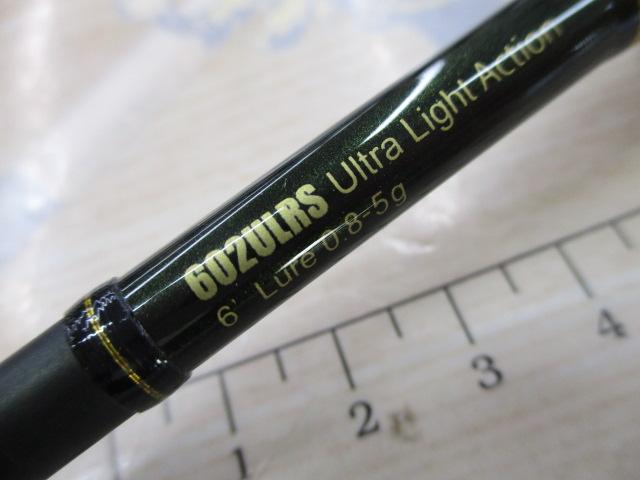 602ULRS Ultra Light Action
6' Lure 0.8-5g
1 2 3 4